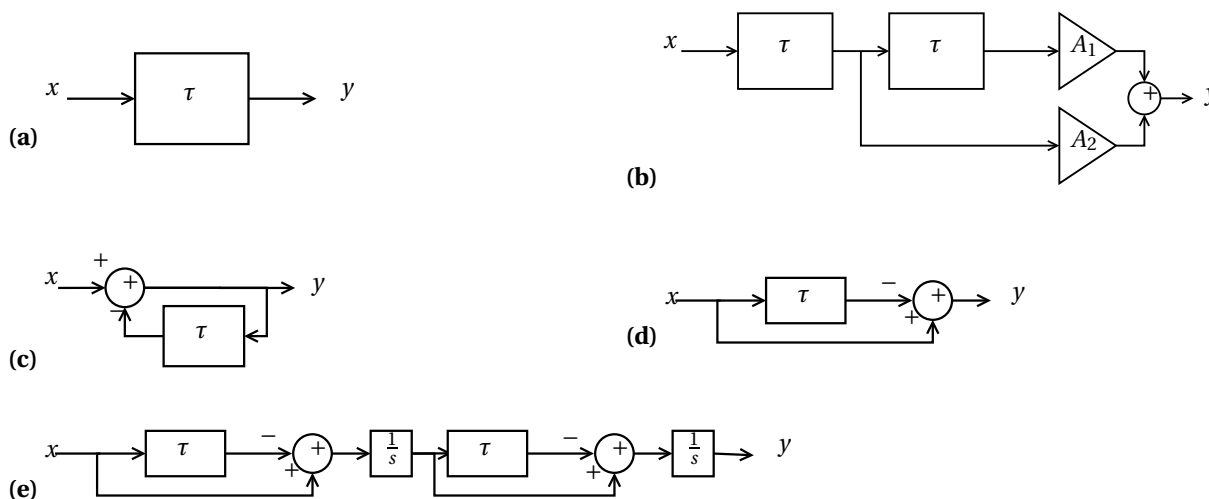 x τ y
(a)
x τ τ A₁
A₂
+
y
(b)
x + + − τ y
(c)
x τ − + + y
(d)
x τ − + + 1/s τ − + + 1/s y
(e)